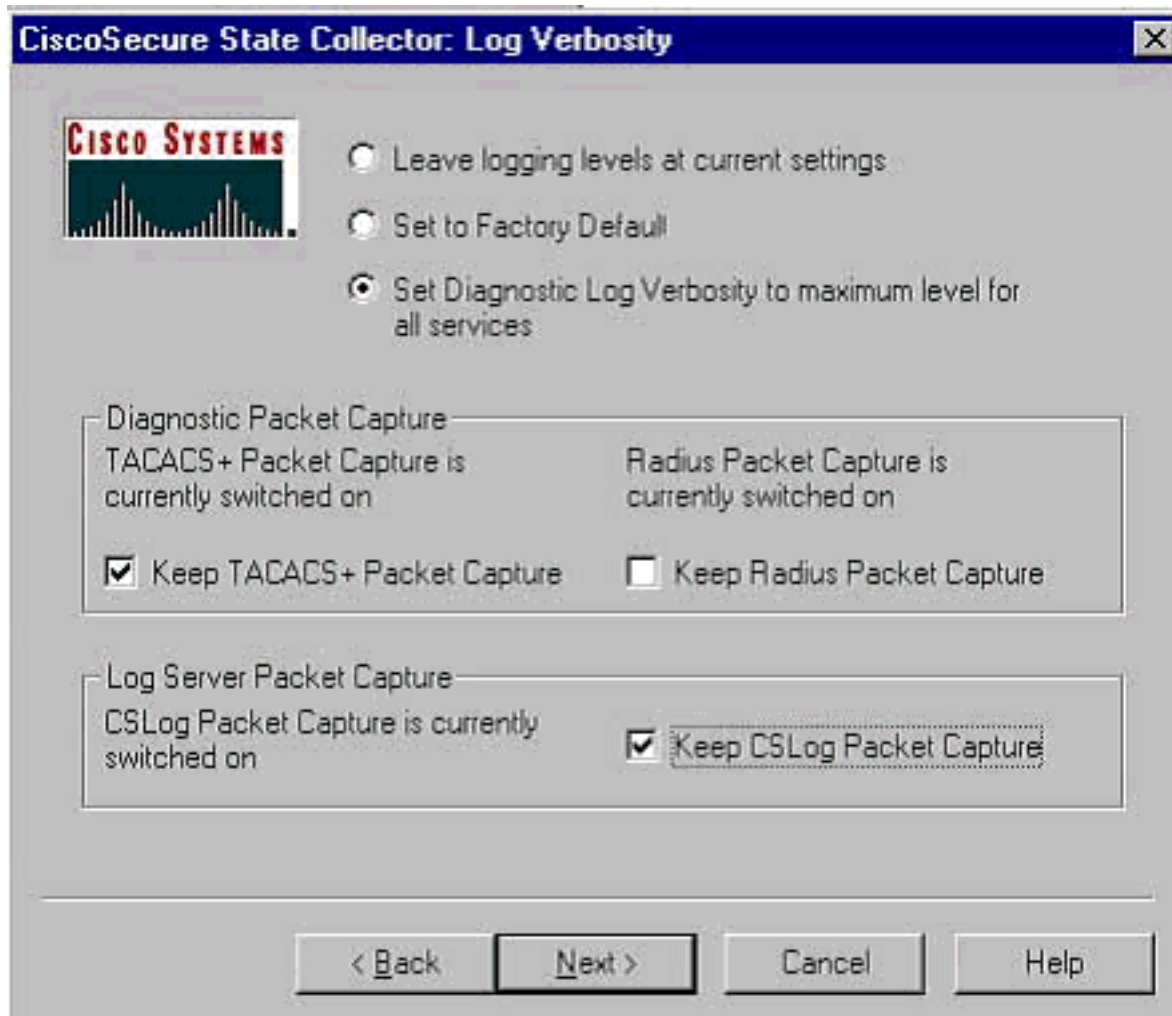 CiscoSecure State Collector: Log Verbosity
CISCO SYSTEMS
Leave logging levels at current settings
Set to Factory Default
Set Diagnostic Log Verbosity to maximum level for
all services
Diagnostic Packet Capture
TACACS+ Packet Capture is
currently switched on
Radius Packet Capture is
currently switched on
Keep TACACS+ Packet Capture
Keep Radius Packet Capture
Log Server Packet Capture
CSLog Packet Capture is currently
switched on
Keep CSLog Packet Capture
< Back
Next >
Cancel
Help